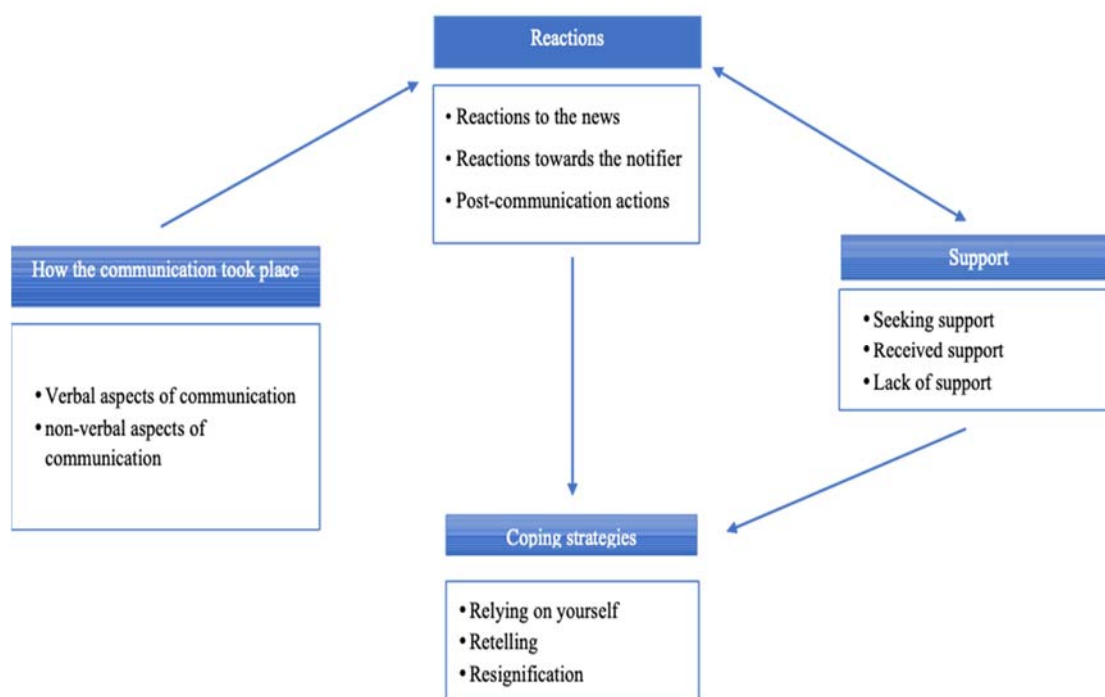 Reactions
• Reactions to the news
• Reactions towards the notifier
• Post-communication actions
How the communication took place
• Verbal aspects of communication
• non-verbal aspects of
communication
Support
• Seeking support
• Received support
• Lack of support
Coping strategies
• Relying on yourself
• Retelling
• Resignification